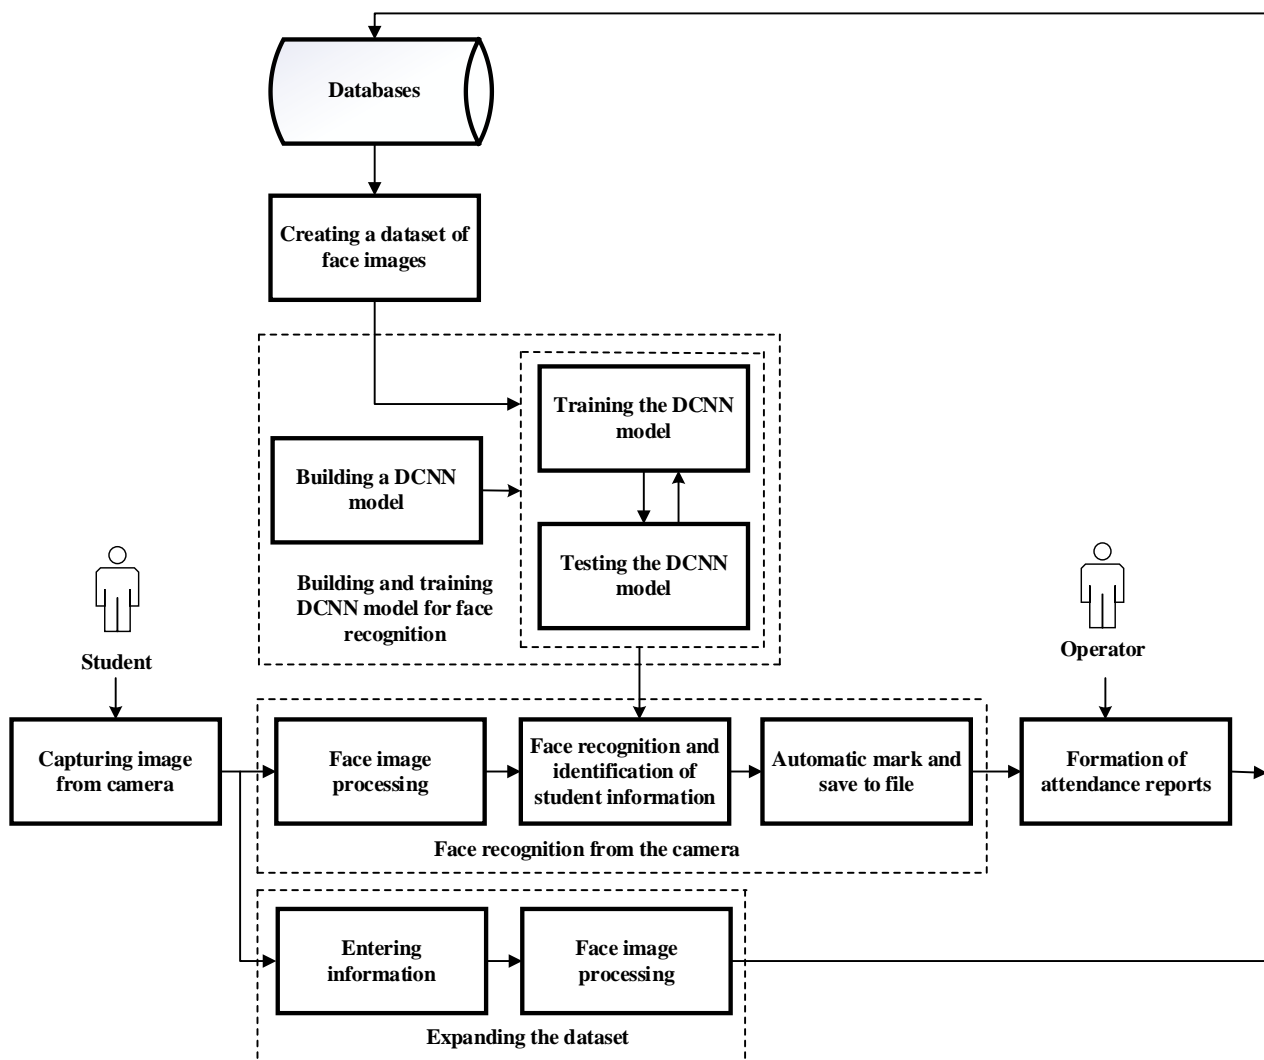 Databases
Creating a dataset of
face images
Training the DCNN
model
Building a DCNN
model
Testing the DCNN
model
Building and training
DCNN model for face
recognition
Student
Operator
Capturing image
from camera
Face image
processing
Face recognition and
identification of
student information
Automatic mark and
save to file
Formation of
attendance reports
Face recognition from the camera
Entering
information
Face image
processing
Expanding the dataset